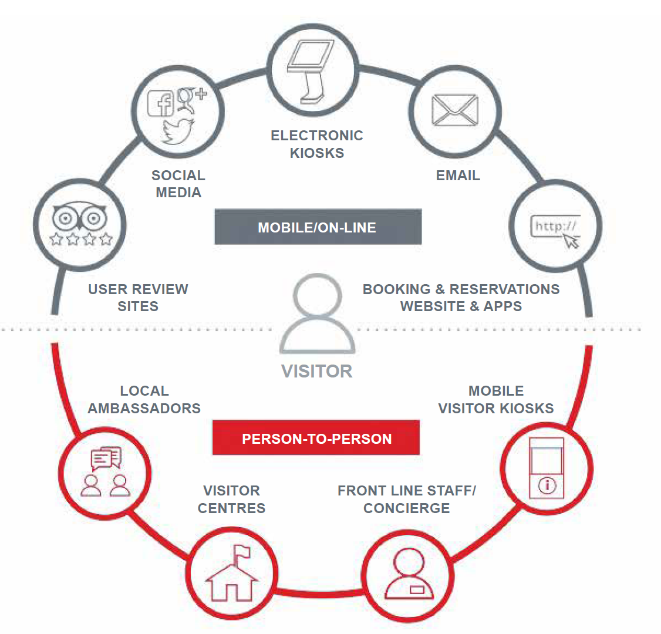 ELECTRONIC
KIOSKS
SOCIAL
MEDIA
EMAIL
MOBILE/ON-LINE
http://
USER REVIEW
SITES
BOOKING & RESERVATIONS
WEBSITE & APPS
VISITOR
LOCAL
AMBASSADORS
MOBILE
VISITOR KIOSKS
PERSON-TO-PERSON
VISITOR
CENTRES
FRONT LINE STAFF/
CONCIERGE